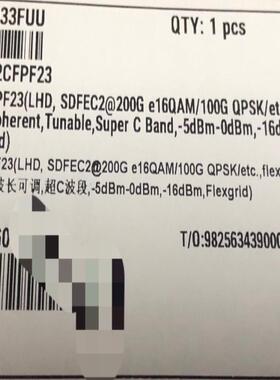 33FUU
QTY: 1 pcs
2CFPF23
PF23(LHD, SDFEC2@200G e16QAM/100G QPSK/etc
oherent,Tunable,Super C Band,-5dBm-0dBm,-16d
d)
F23(LHD, SDFEC2@200G e16QAM/100G QPSK/etc.,flex
波长可调,超C波段,-5dBm-0dBm,-16dBm,Flexgrid)
T/O:982563439000